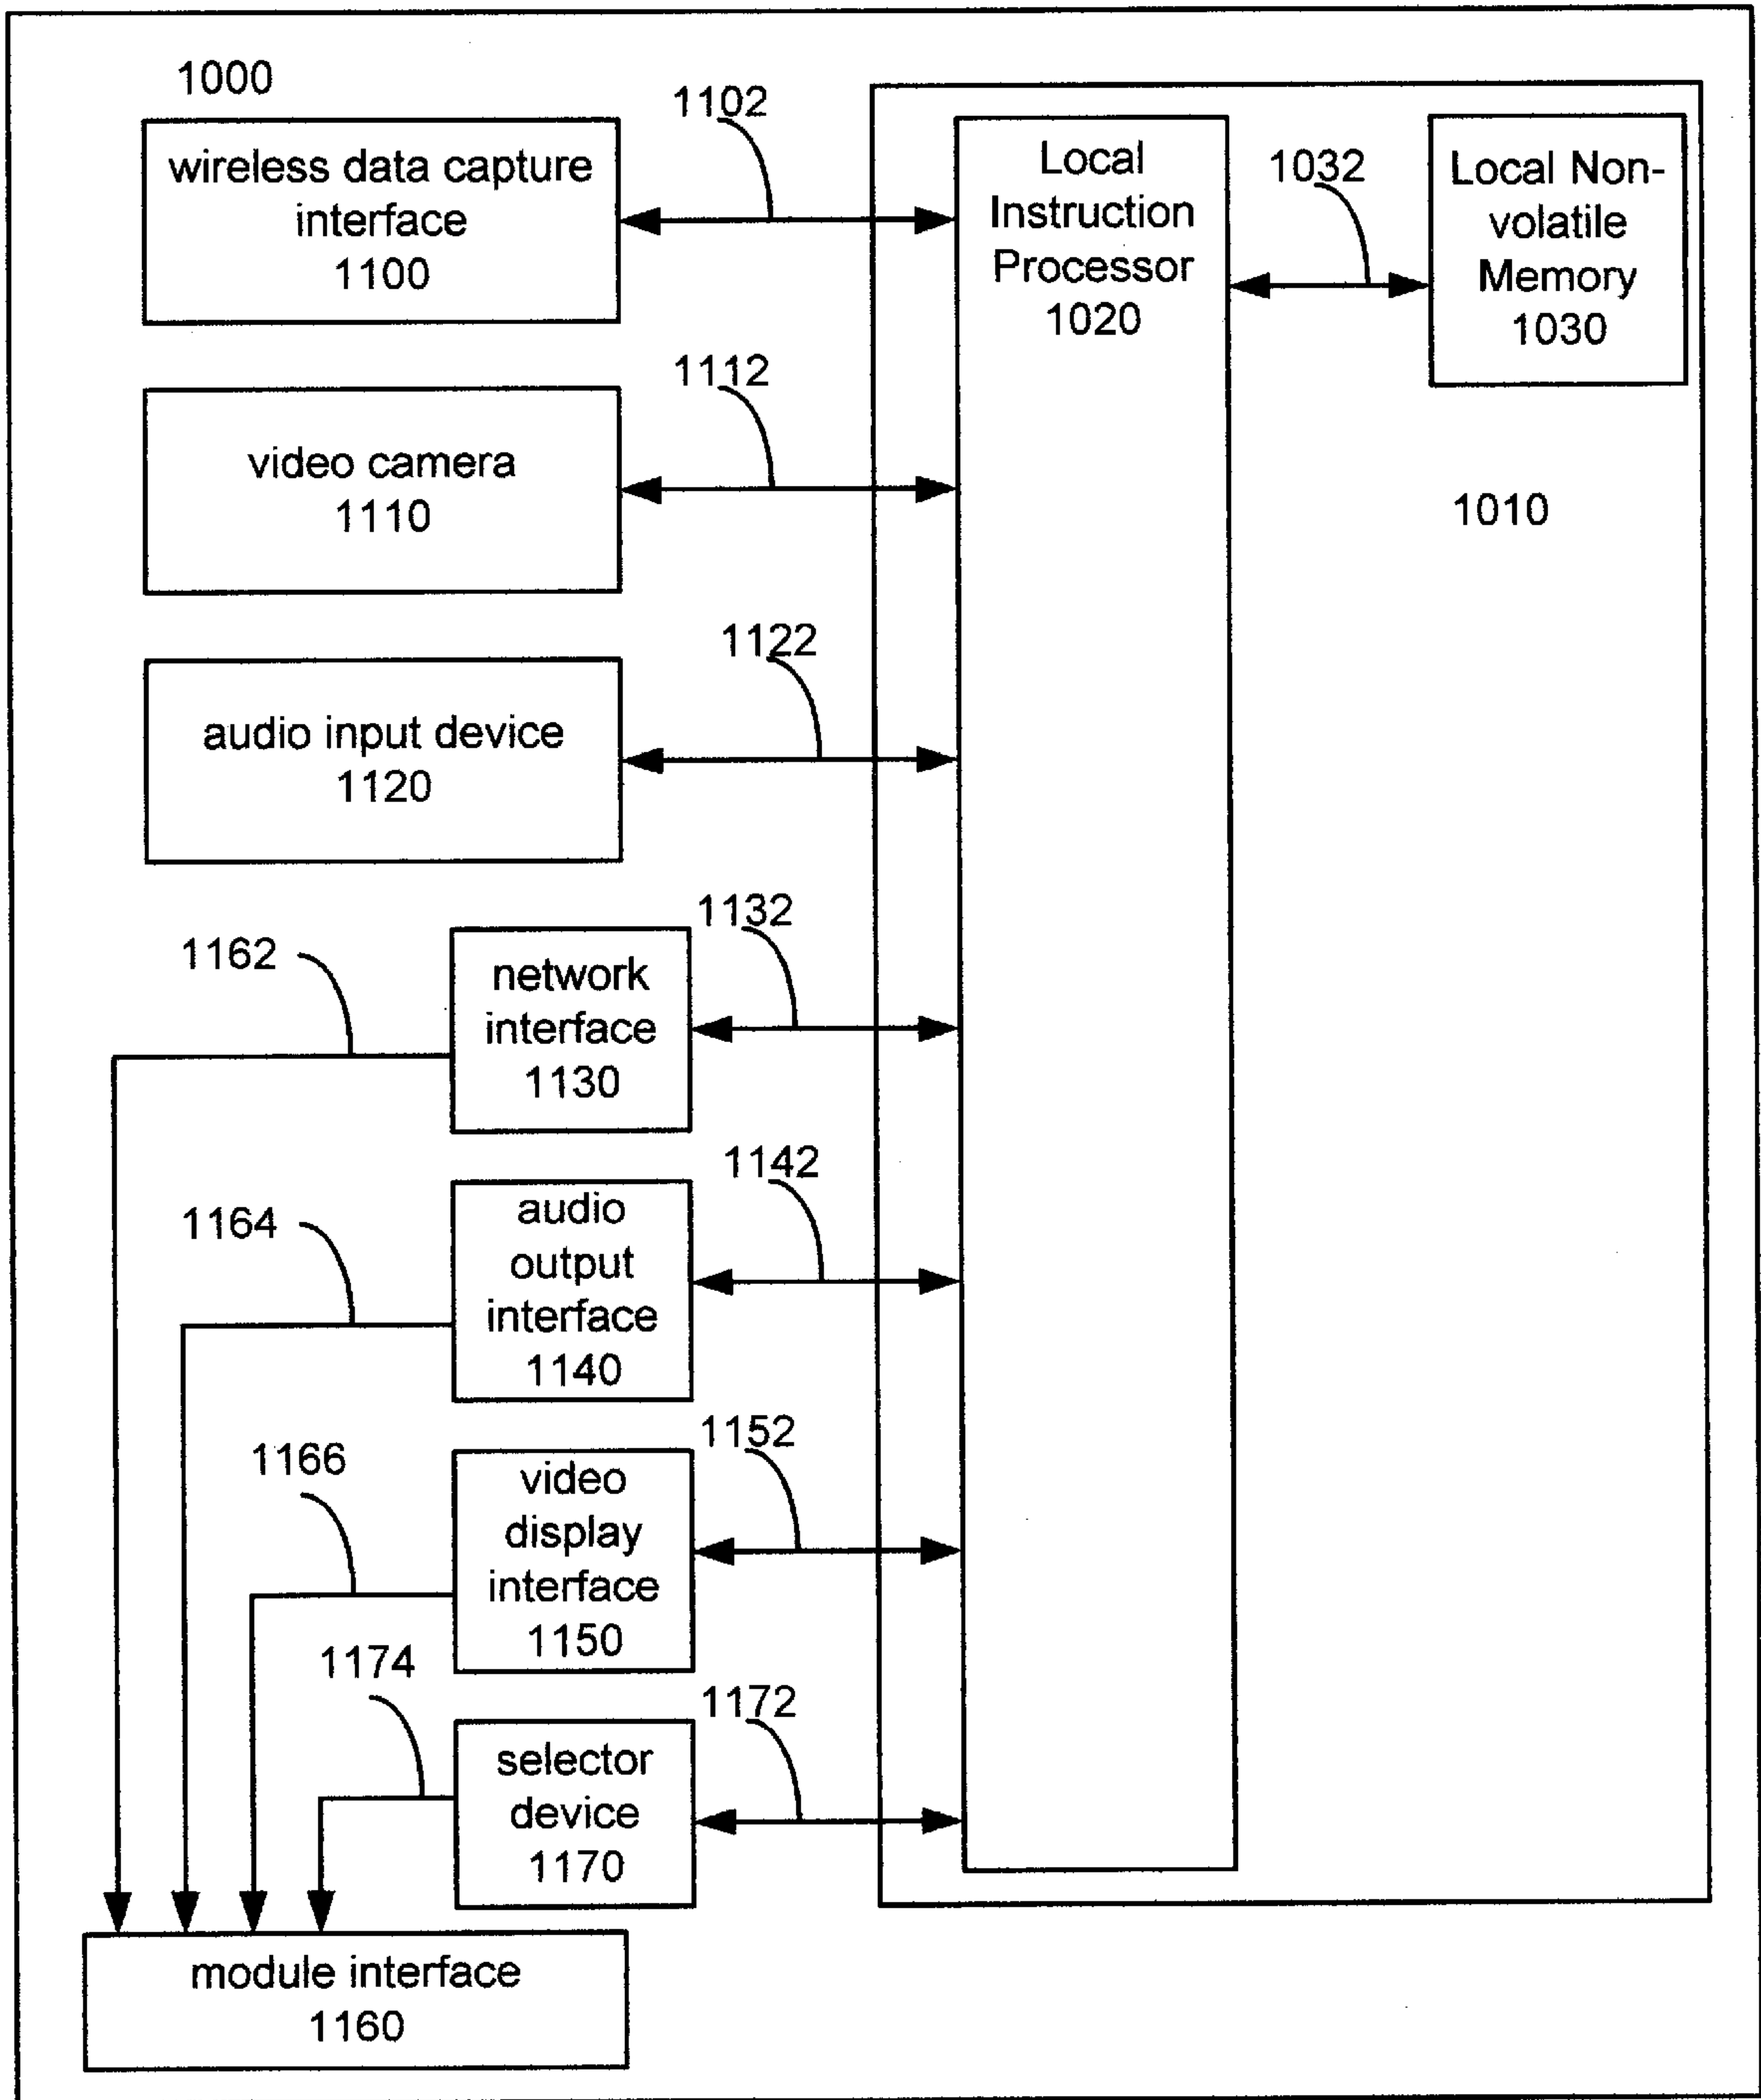 1000
wireless data capture
interface
1100
1102
Local
Instruction
Processor
1020
1032
Local Non-
volatile
Memory
1030
1010
video camera
1110
1112
audio input device
1120
1122
1162
network
interface
1130
1132
1164
audio
output
interface
1140
1142
1166
video
display
interface
1150
1152
1174
selector
device
1170
1172
module interface
1160